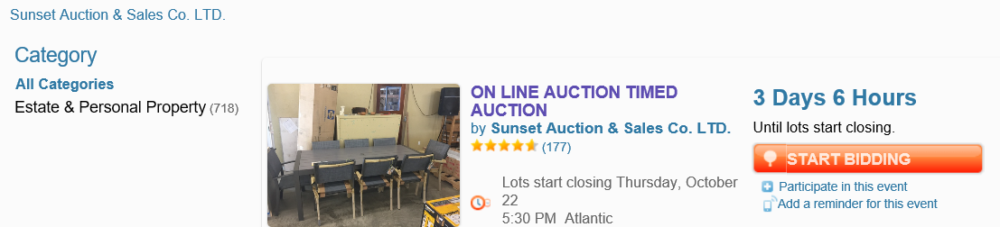 Sunset Auction & Sales Co. LTD.
Category
All Categories
Estate & Personal Property (718)
ON LINE AUCTION TIMED
AUCTION
by Sunset Auction & Sales Co. LTD.
(177)
Lots start closing Thursday, October
22
5:30 PM Atlantic
3 Days 6 Hours
Until lots start closing.
START BIDDING
Participate in this event
Add a reminder for this event